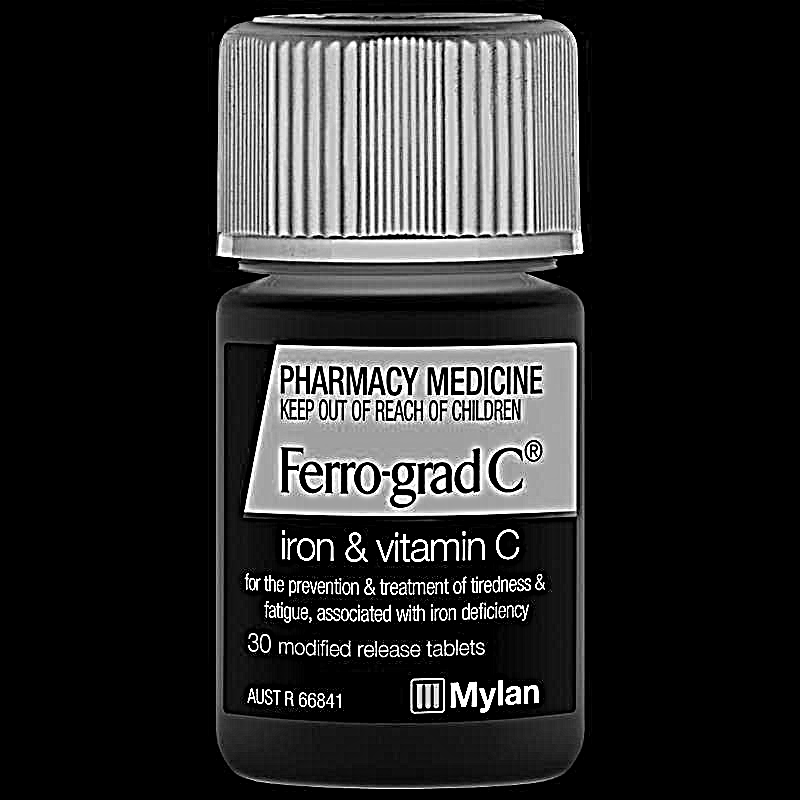 PHARMACY MEDICINE
KEEP OUT OF REACH OF CHILDREN
Ferro-grad C®
iron & vitamin C
for the prevention & treatment of tiredness &
fatigue, associated with iron deficiency
30 modified release tablets
AUST R 66841
Mylan